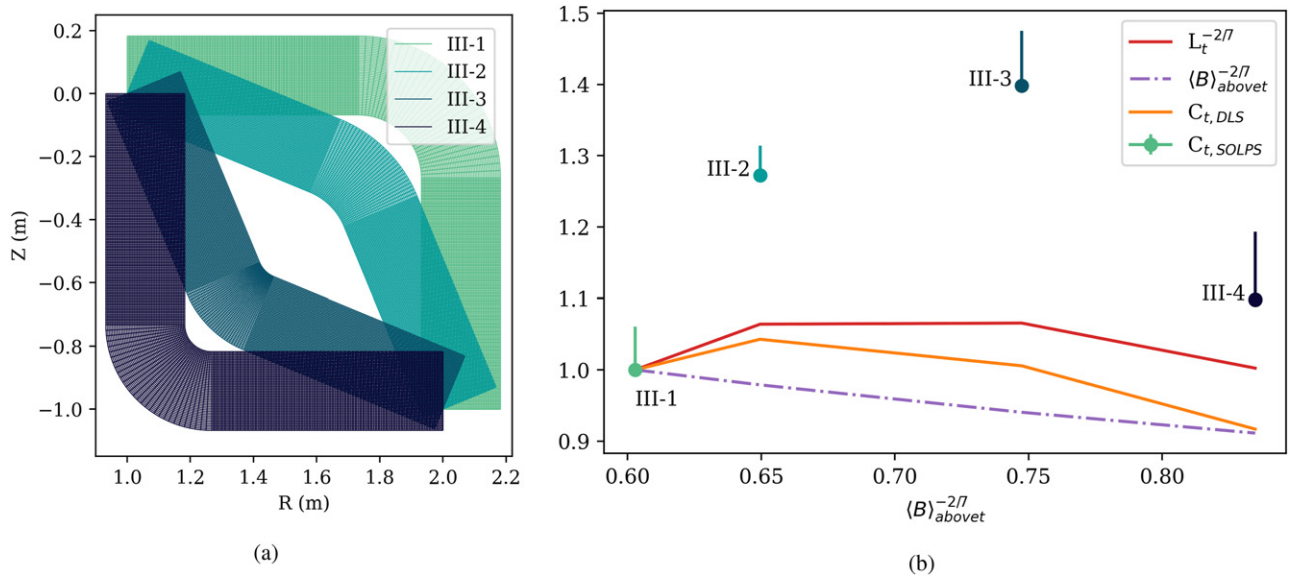 0.2
0.0
−0.2
−0.4
−0.6
−0.8
−1.0
Z (m)
1.0 1.2 1.4 1.6 1.8 2.0 2.2
R (m)
III-1
III-2
III-3
III-4
(a)
1.5
1.4
1.3
1.2
1.1
1.0
0.9
III-3
III-2
III-4
III-1
L_t^{-2/7}
⟨B⟩_{abovet}^{-2/7}
C_{t, DLS}
C_{t, SOLPS}
0.60 0.65 0.70 0.75 0.80
⟨B⟩_{abovet}^{-2/7}
(b)